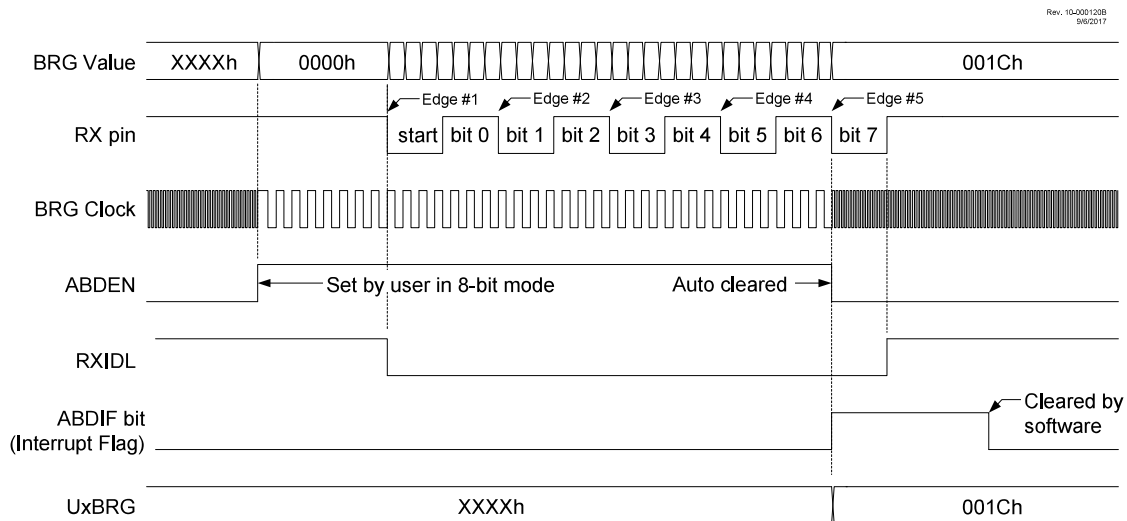 Rev. 10-000120B
9/6/2017
BRG Value XXXXh 0000h 001Ch
Edge #1 Edge #2 Edge #3 Edge #4 Edge #5
RX pin start bit 0 bit 1 bit 2 bit 3 bit 4 bit 5 bit 6 bit 7
BRG Clock
ABDEN Set by user in 8-bit mode Auto cleared
RXIDL
ABDIF bit
(Interrupt Flag)
Cleared by
software
UxBRG XXXXh 001Ch